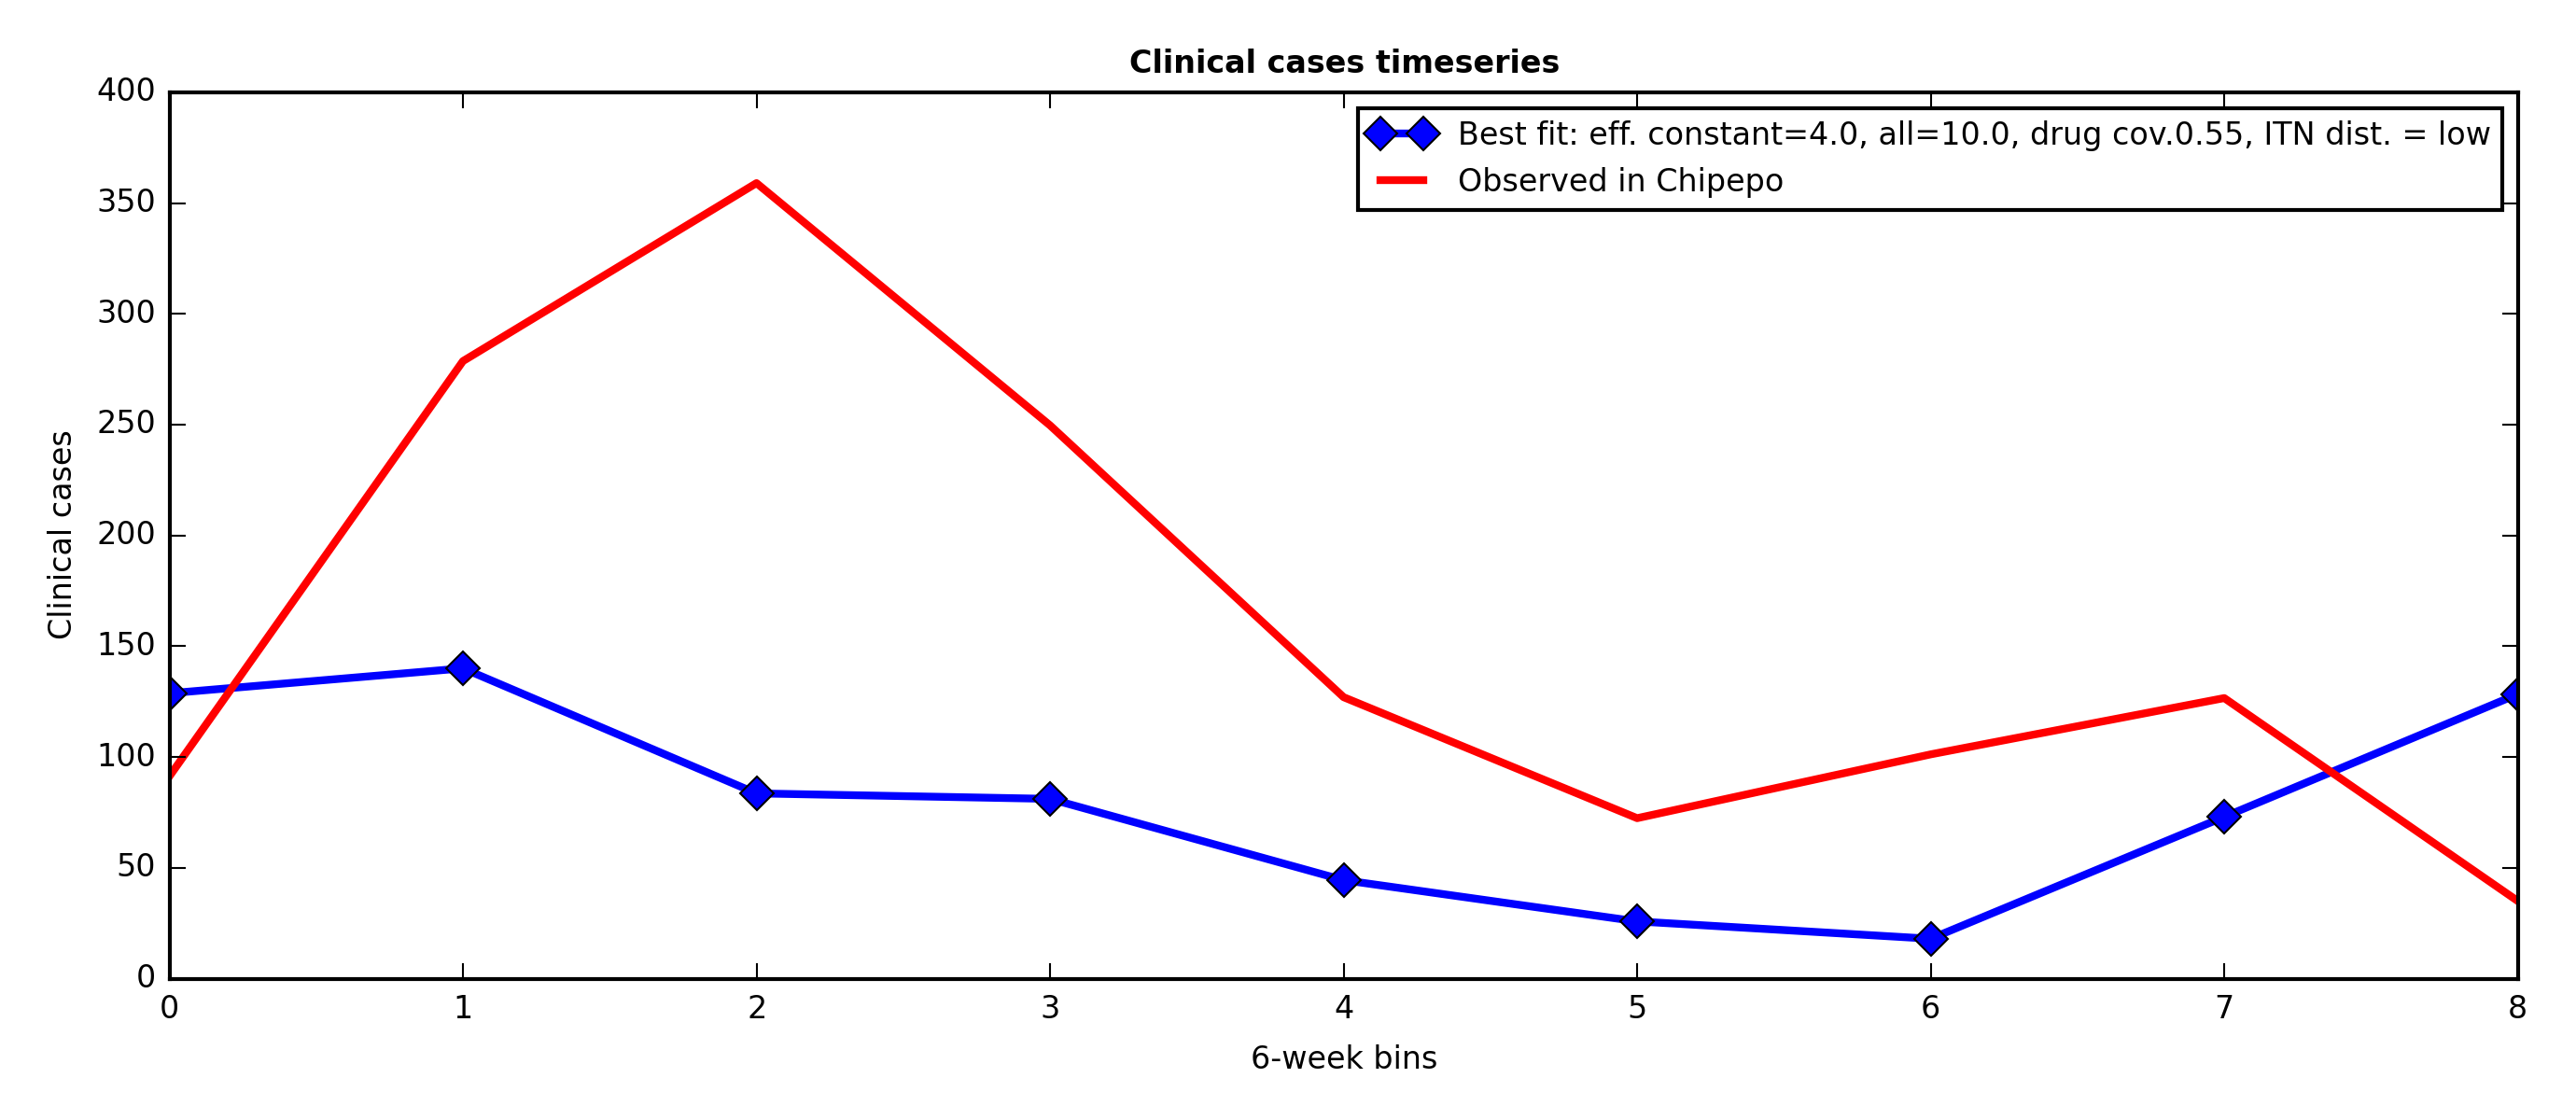 Clinical cases timeseries
400
350
300
250
200
150
100
50
0
Clinical cases
Best fit: eff. constant=4.0, all=10.0, drug cov.0.55, ITN dist. = low
Observed in Chipepo
0 1 2 3 4 5 6 7 8
6-week bins